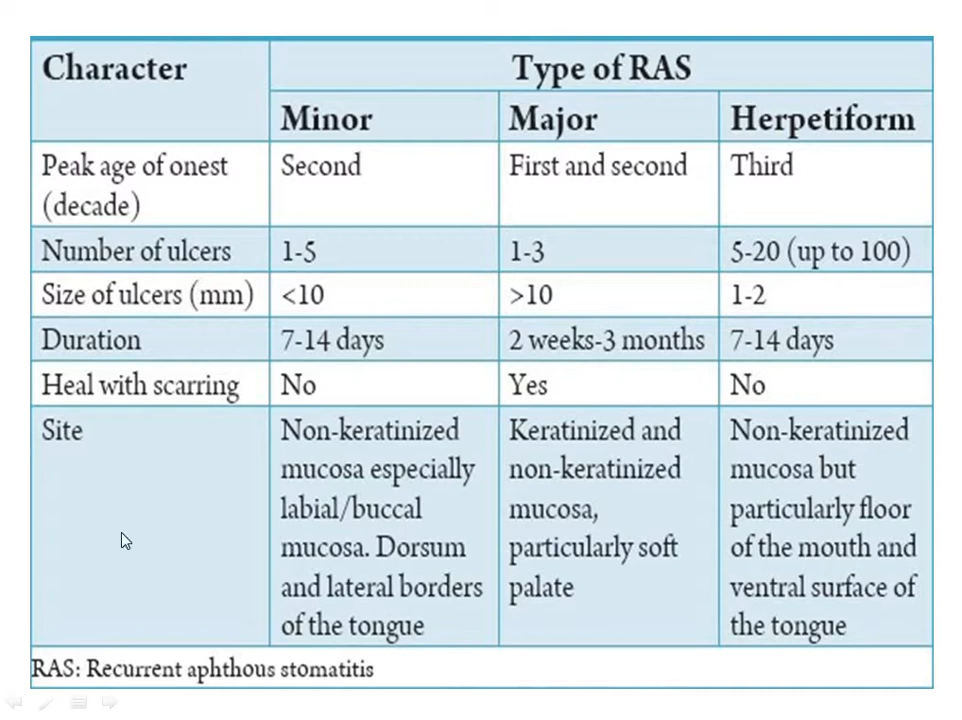 Character
Type of RAS
Minor
Major
Herpetiform
Peak age of onest
(decade)
Second
First and second
Third
Number of ulcers
1-5
1-3
5-20 (up to 100)
Size of ulcers (mm)
<10
>10
1-2
Duration
7-14 days
2 weeks-3 months
7-14 days
Heal with scarring
No
Yes
No
Site
Non-keratinized
mucosa especially
labial/buccal
mucosa. Dorsum
and lateral borders
of the tongue
Keratinized and
non-keratinized
mucosa,
particularly soft
palate
Non-keratinized
mucosa but
particularly floor
of the mouth and
ventral surface of
the tongue
RAS: Recurrent aphthous stomatitis